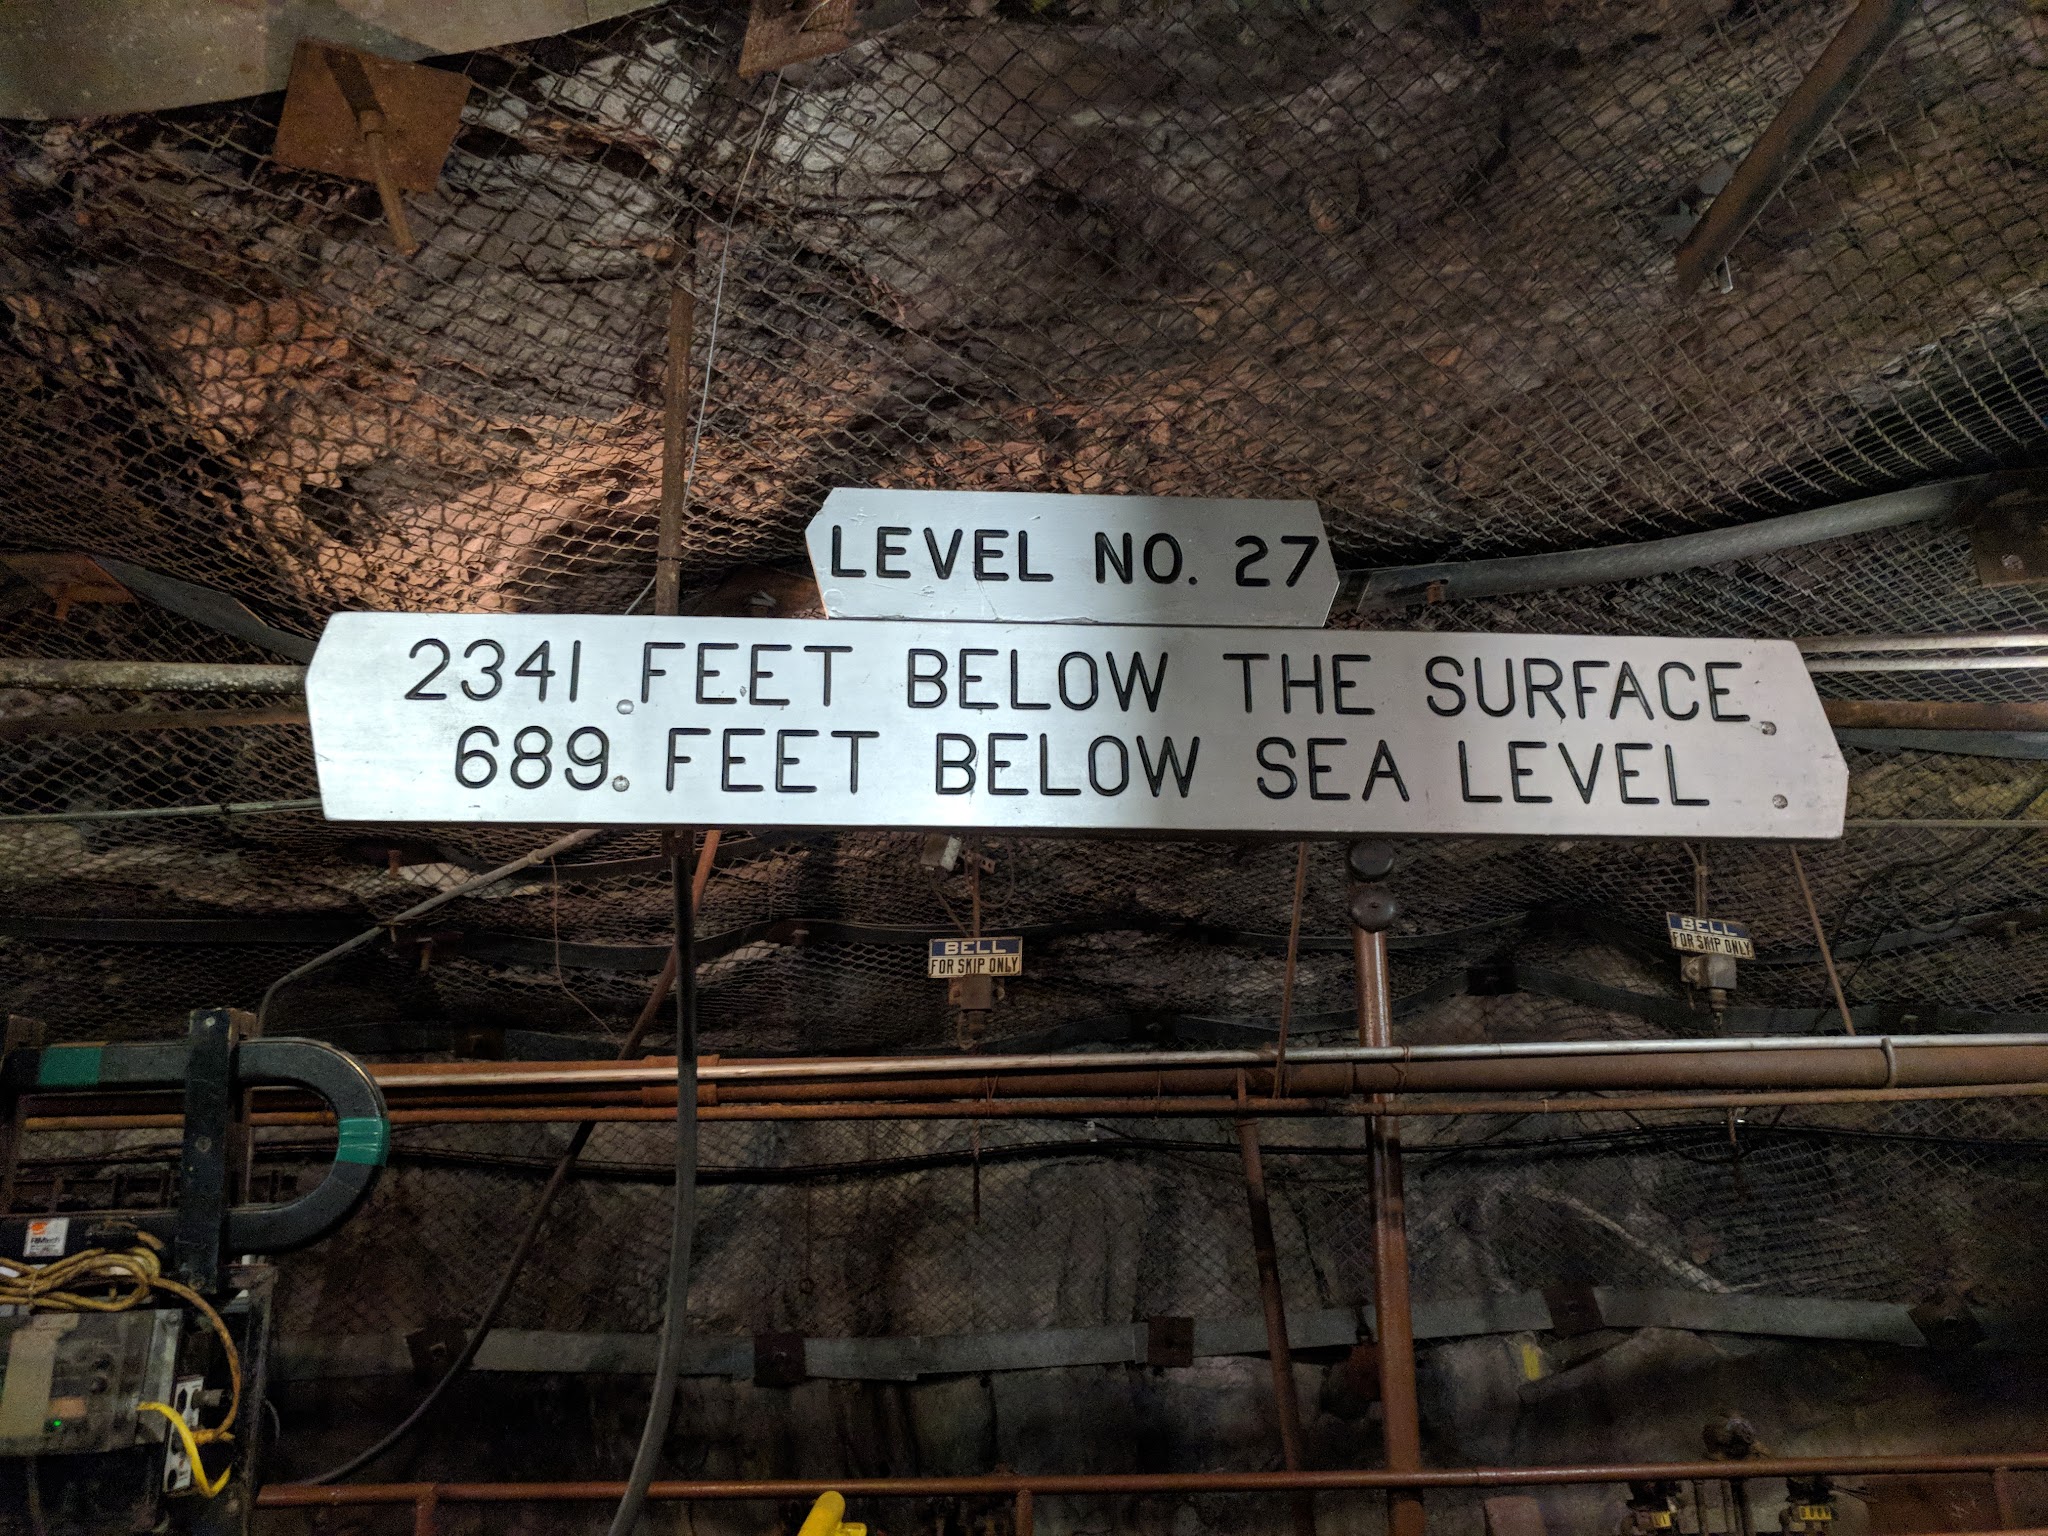 LEVEL NO. 27
2341 FEET BELOW THE SURFACE
689 FEET BELOW SEA LEVEL
BELL
FOR SKIP ONLY
BELL
FOR SKIP ONLY